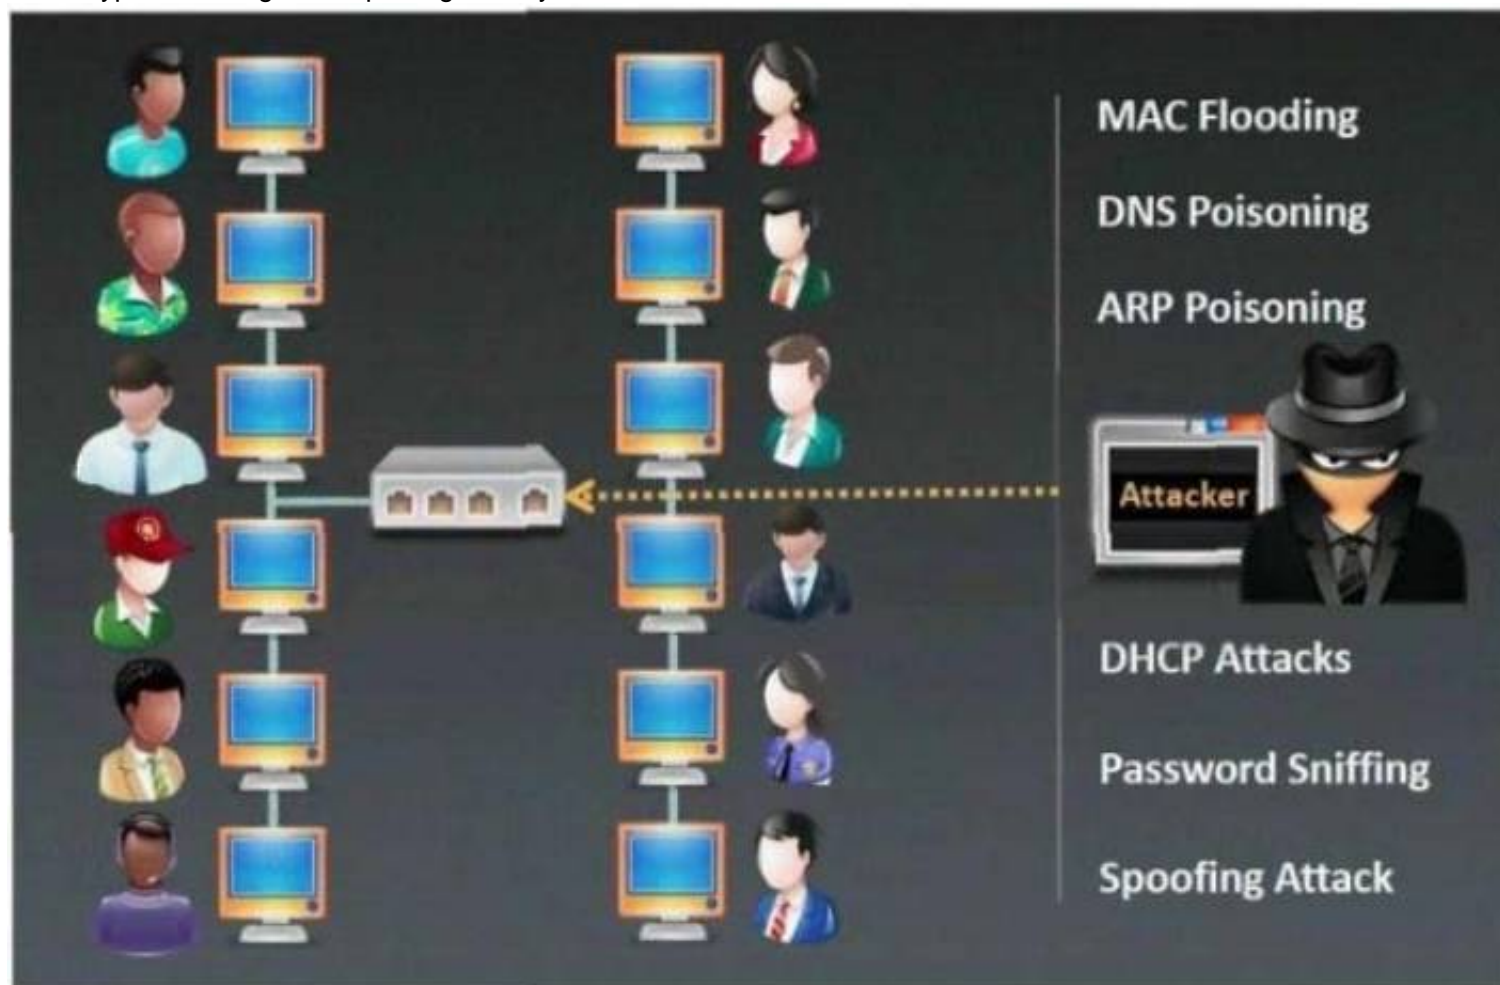 MAC Flooding
DNS Poisoning
ARP Poisoning
Attacker
DHCP Attacks
Password Sniffing
Spoofing Attack